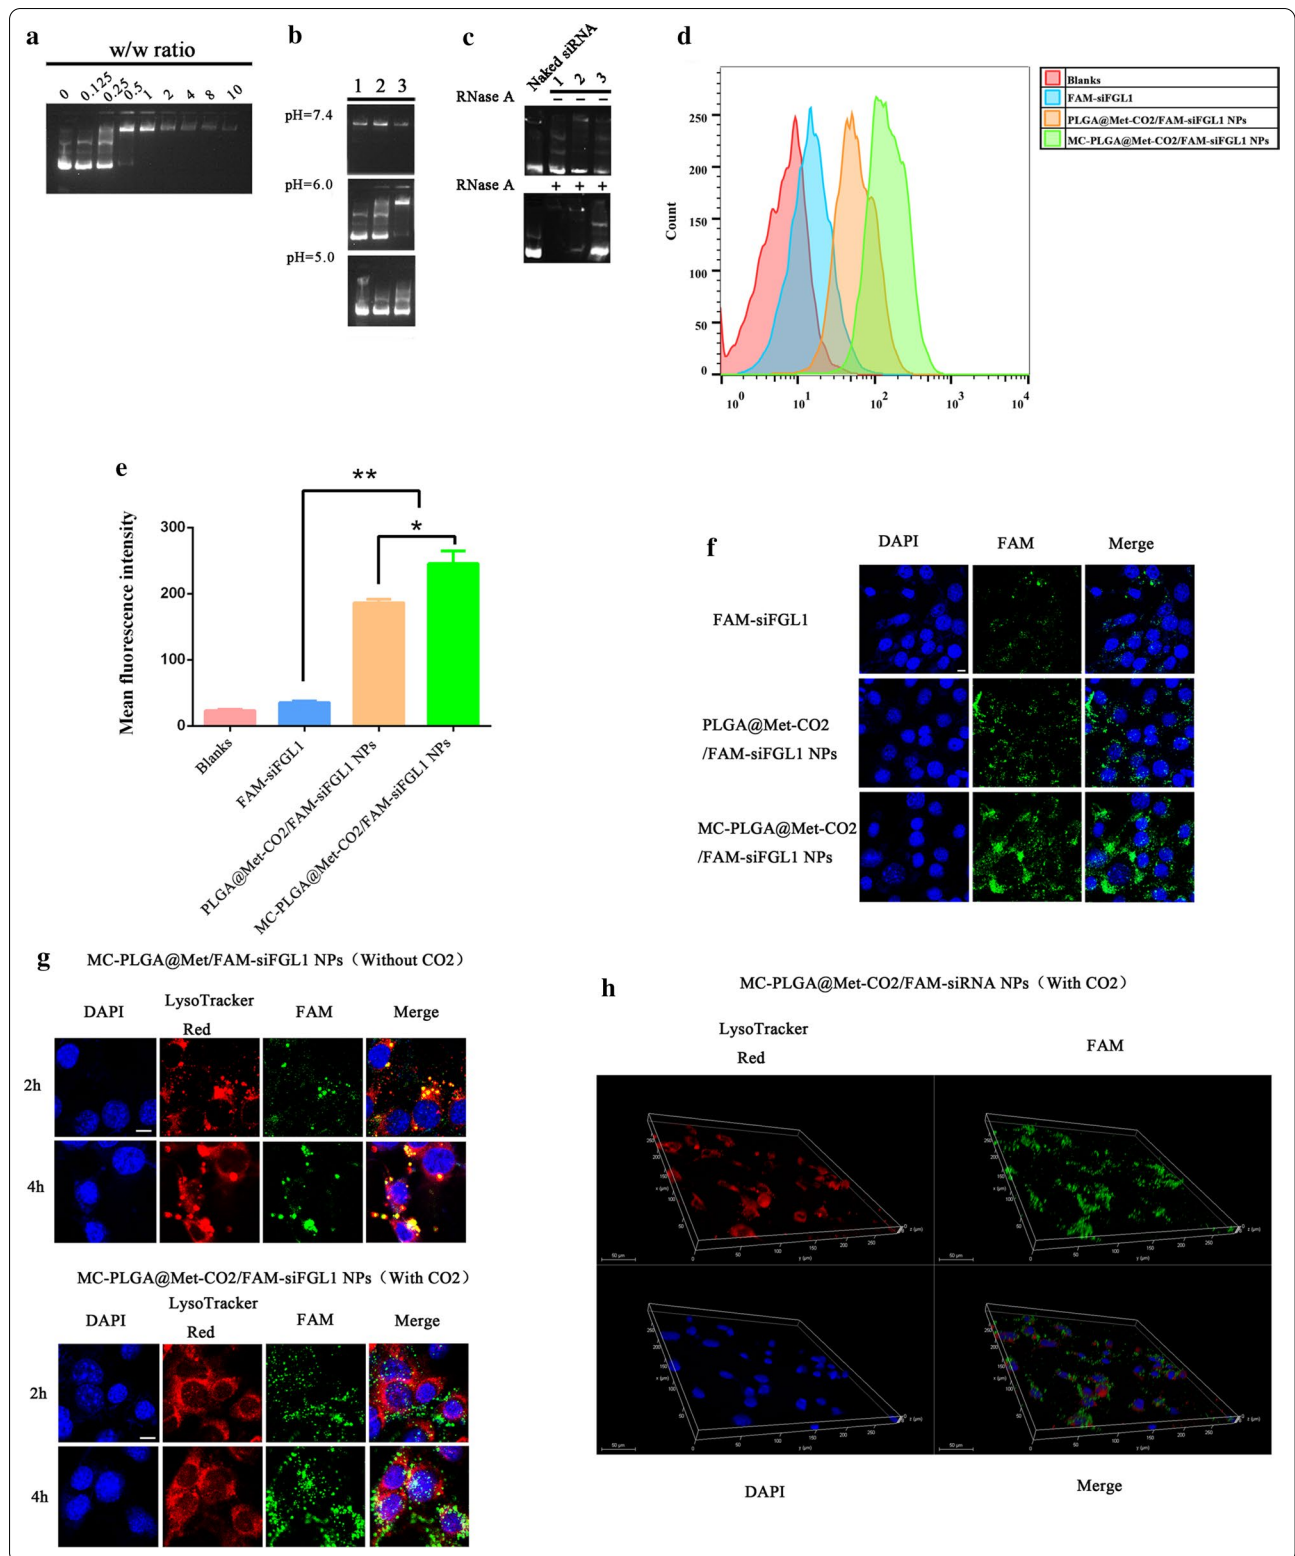 a
w/w ratio
0 0.125 0.25 0.5 1 2 4 8 10
b
1 2 3
pH=7.4
pH=6.0
pH=5.0
c
Naked siRNA
1 2 3
RNase A − − −
RNase A + + +
d
Count
250
200
150
100
50
0
10^0 10^1 10^2 10^3 10^4
Blanks
FAM-siFGL1
PLGA@Met-CO2/FAM-siFGL1 NPs
MC-PLGA@Met-CO2/FAM-siFGL1 NPs
e
**
*
Mean fluorescence intensity
300
200
100
0
Blanks
FAM-siFGL1
PLGA@Met-CO2/FAM-siFGL1 NPs
MC-PLGA@Met-CO2/FAM-siFGL1 NPs
f
DAPI FAM Merge
FAM-siFGL1
PLGA@Met-CO2
/FAM-siFGL1 NPs
MC-PLGA@Met-CO2
/FAM-siFGL1 NPs
g
MC-PLGA@Met/FAM-siFGL1 NPs（Without CO2）
DAPI LysoTracker FAM Merge
Red
2h
4h
MC-PLGA@Met-CO2/FAM-siFGL1 NPs（With CO2）
LysoTracker
DAPI Red FAM Merge
2h
4h
h
MC-PLGA@Met-CO2/FAM-siRNA NPs（With CO2）
LysoTracker
Red
FAM
DAPI
Merge